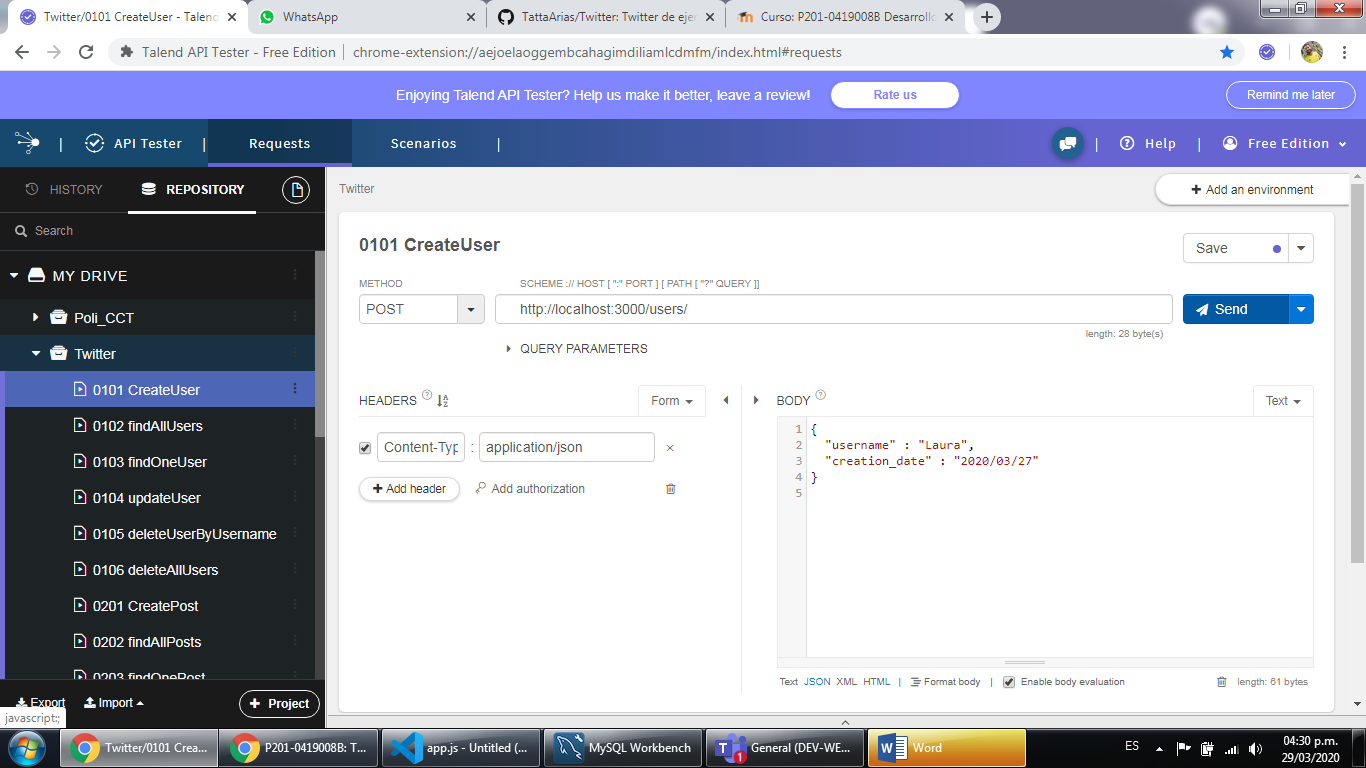 Twitter/0101 CreateUser - Talend
WhatsApp
TattaArias/Twitter: Twitter de ejer
Curso: P201-0419008B Desarrollo
Talend API Tester - Free Edition | chrome-extension://aejoelaoggembcahagimdiliamlcdmfm/index.html#requests
Enjoying Talend API Tester? Help us make it better, leave a review!
Rate us
Remind me later
API Tester
Requests
Scenarios
Help
Free Edition
HISTORY
REPOSITORY
Search
MY DRIVE
Poli_CCT
Twitter
0101 CreateUser
0102 findAllUsers
0103 findOneUser
0104 updateUser
0105 deleteUserByUsername
0106 deleteAllUsers
0201 CreatePost
0202 findAllPosts
0203 findOnePost
Export
Import
+ Project
javascript:;
Twitter
+ Add an environment
0101 CreateUser
Save
METHOD
SCHEME :// HOST [ ":" PORT ] [ PATH [ "?" QUERY ]]
POST
http://localhost:3000/users/
Send
length: 28 byte(s)
QUERY PARAMETERS
HEADERS
Form
Content-Typ : application/json
+ Add header
Add authorization
BODY
Text
1 {
2 "username" : "Laura",
3 "creation_date" : "2020/03/27"
4 }
5
Text JSON XML HTML | Format body | Enable body evaluation
length: 61 bytes
Twitter/0101 Crea...
P201-0419008B: T...
app.js - Untitled (...
MySQL Workbench
General (DEV-WE...
1
Word
ES
04:30 p.m.
29/03/2020